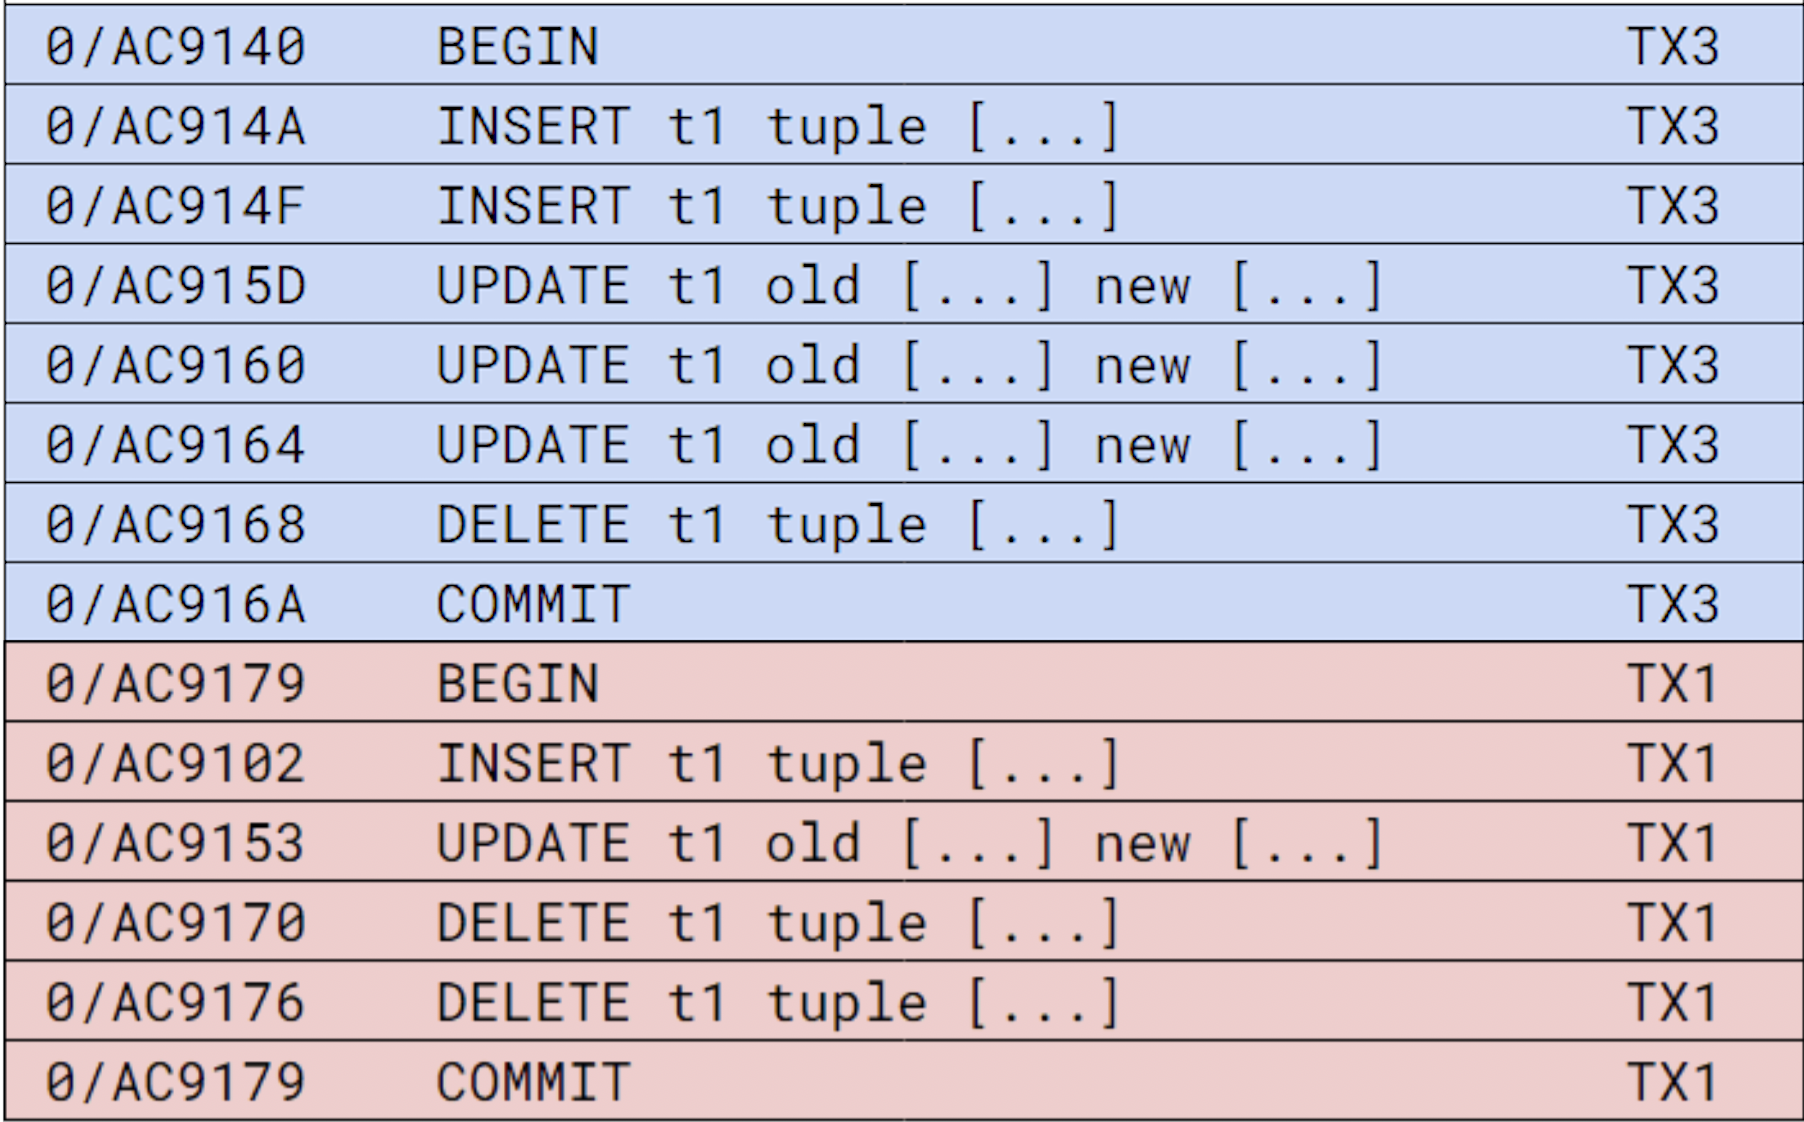 0/AC9140 BEGIN TX3
0/AC914A INSERT t1 tuple [...] TX3
0/AC914F INSERT t1 tuple [...] TX3
0/AC915D UPDATE t1 old [...] new [...] TX3
0/AC9160 UPDATE t1 old [...] new [...] TX3
0/AC9164 UPDATE t1 old [...] new [...] TX3
0/AC9168 DELETE t1 tuple [...] TX3
0/AC916A COMMIT TX3
0/AC9179 BEGIN TX1
0/AC9102 INSERT t1 tuple [...] TX1
0/AC9153 UPDATE t1 old [...] new [...] TX1
0/AC9170 DELETE t1 tuple [...] TX1
0/AC9176 DELETE t1 tuple [...] TX1
0/AC9179 COMMIT TX1